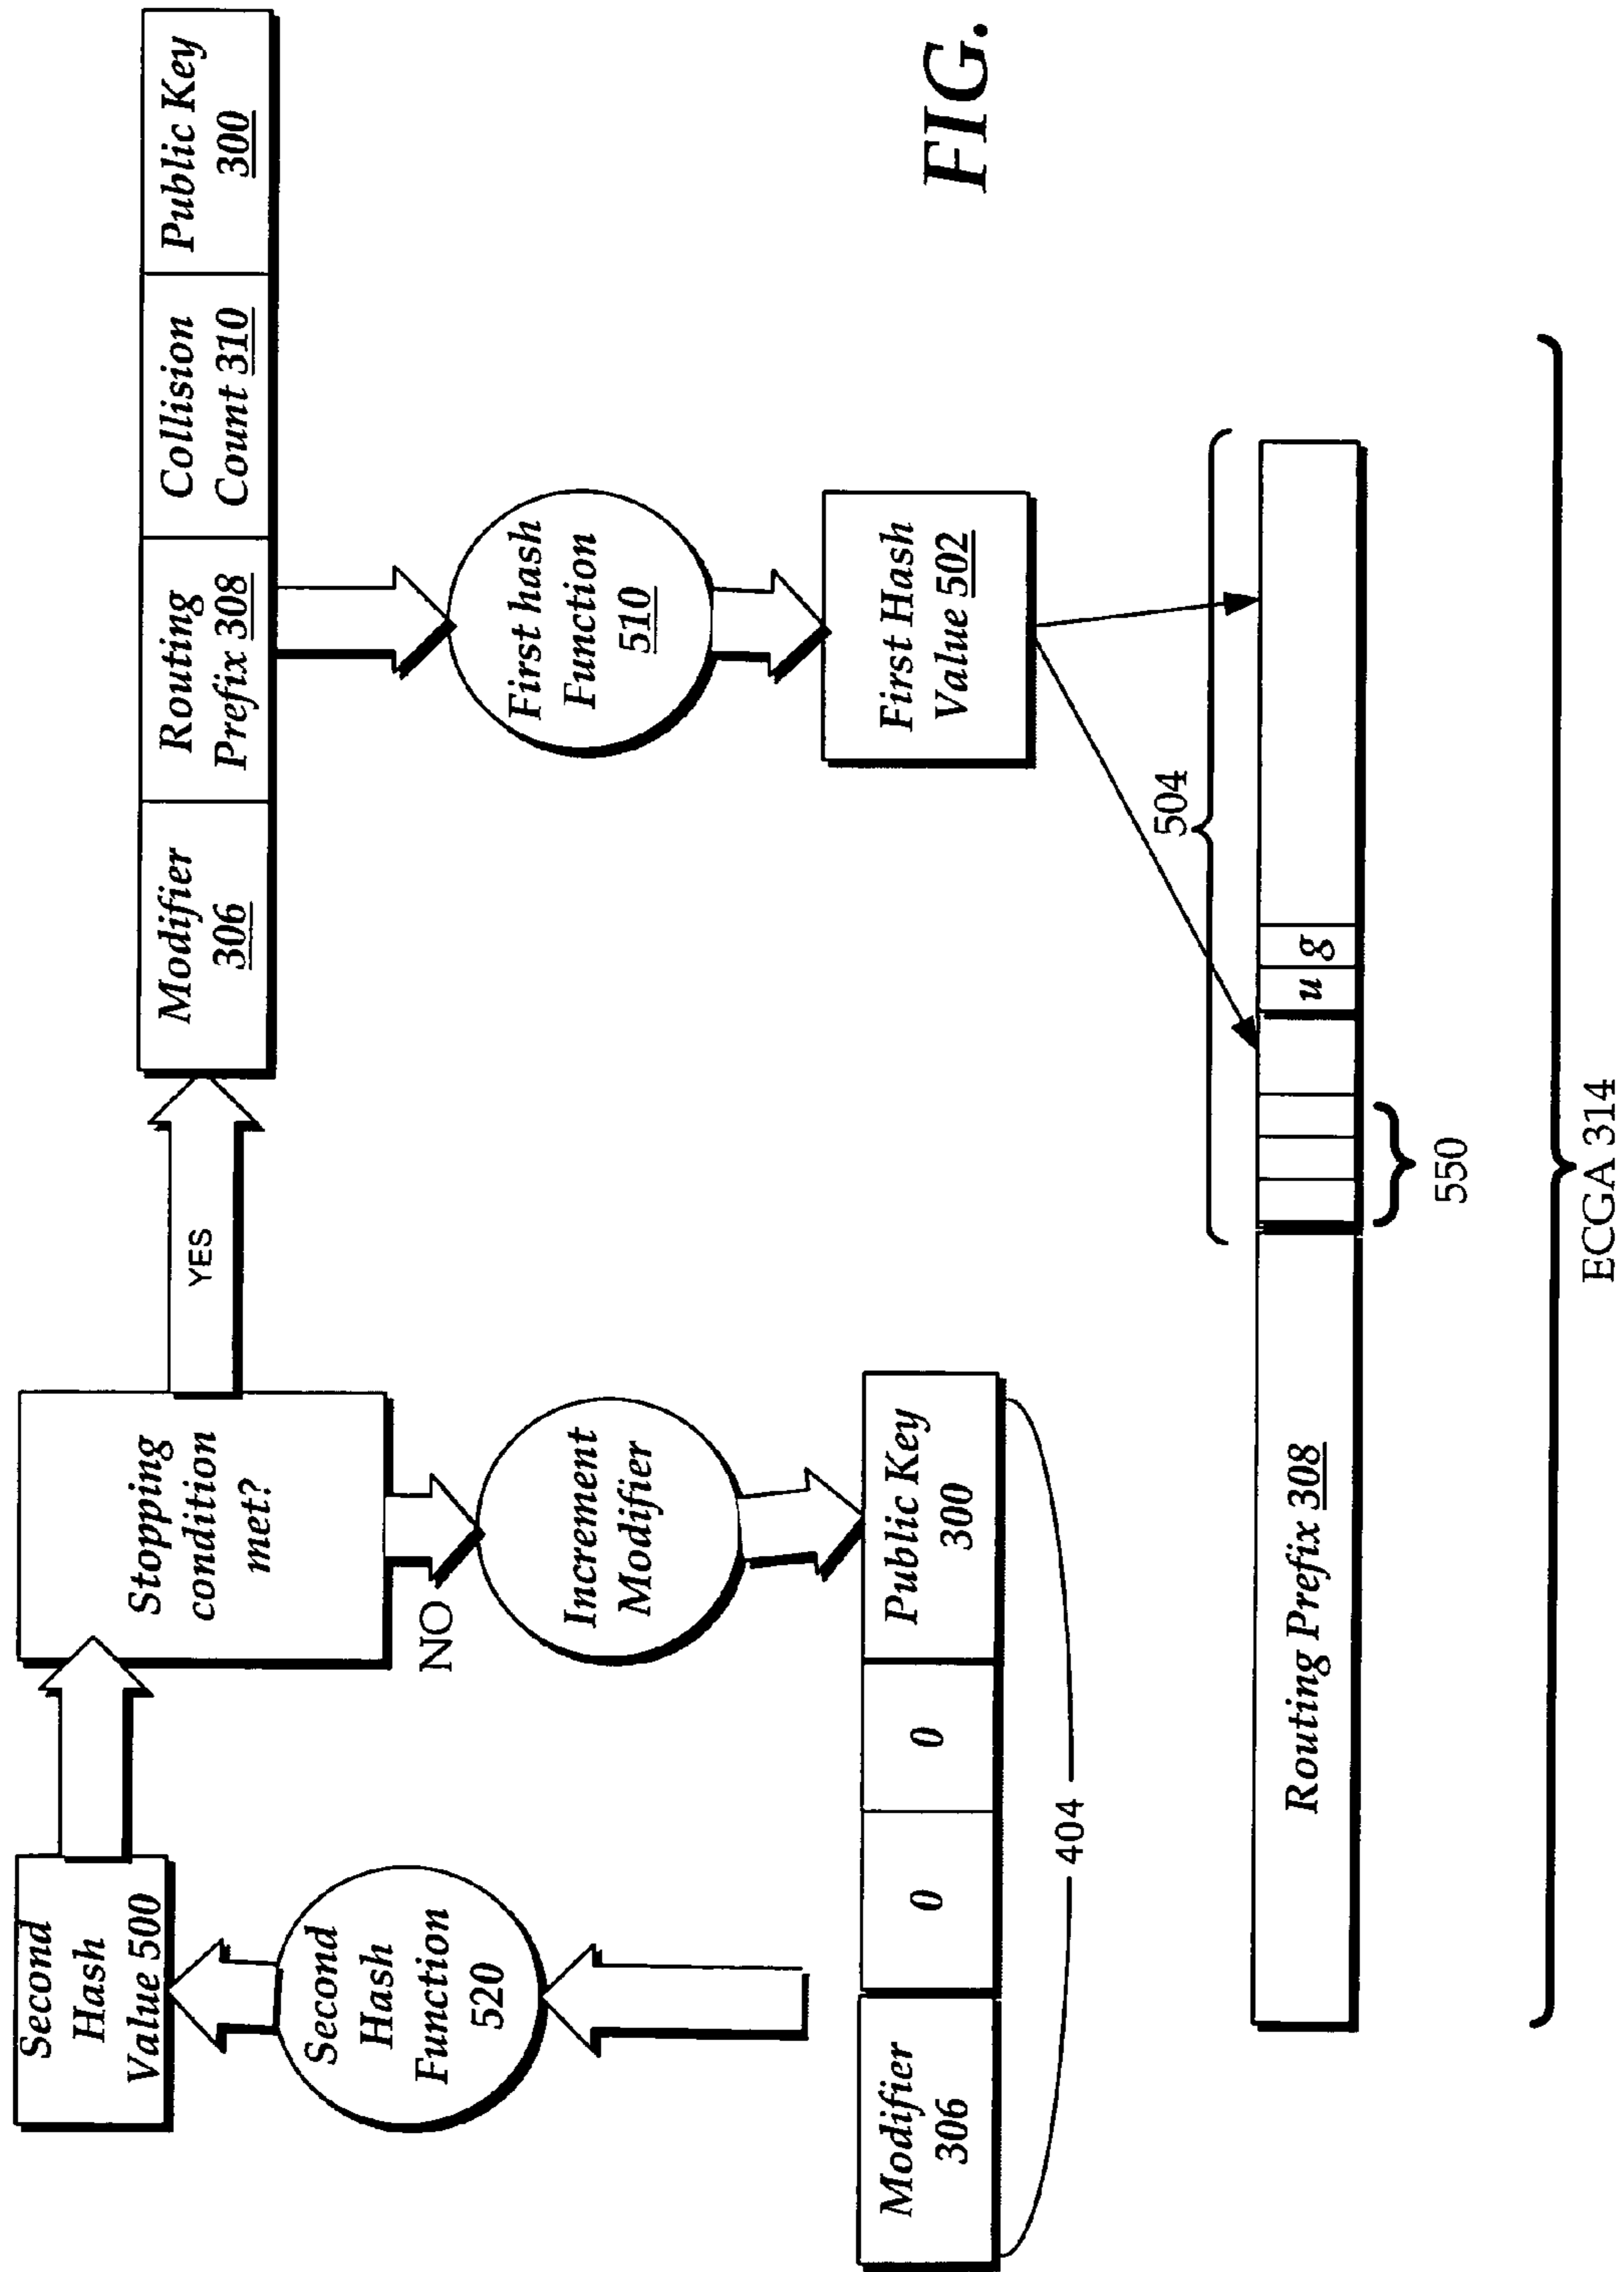 Second
Hash
Value 500
Stopping
condition
met?
YES
Modifier
306
Routing
Prefix 308
Collision
Count 310
Public Key
300
Second
Hash
Function
520
NO
Increment
Modifier
First hash
Function
510
Modifier
306
0
0
Public Key
300
First Hash
Value 502
404
504
Routing Prefix 308
u
g
550
ECGA 314
FIG.